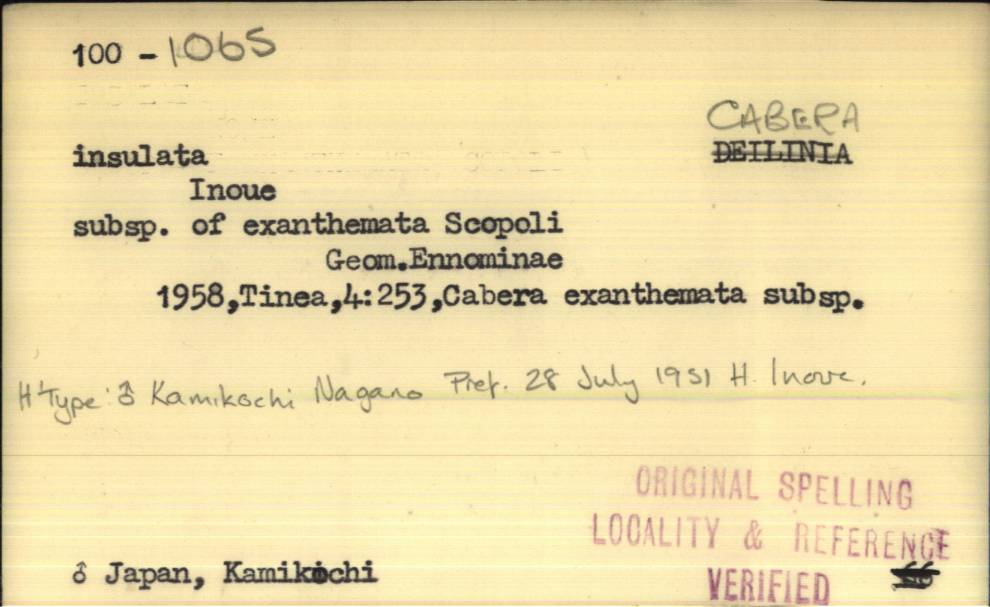 100 - 1065
CABERA
insulata DEILINIA
Inoue
subsp. of exanthemata Scopoli
Geom.Ennominae
1958,Tinea,4:253,Cabera exanthemata subsp.
H'Type: ♂ Kamikochi Nagano Pref. 28 July 1951 H. Inoue.
ORIGINAL SPELLING
LOCALITY & REFERENCE
VERIFIED
♂ Japan, Kamikochi